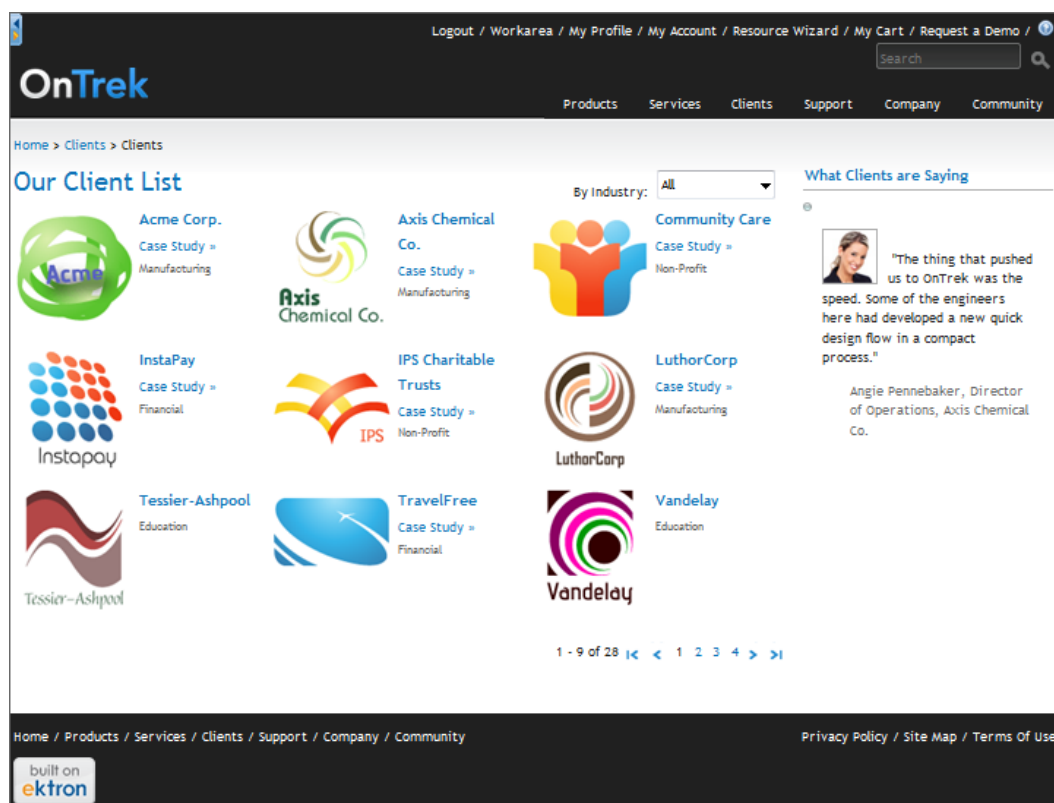 Logout / Workarea / My Profile / My Account / Resource Wizard / My Cart / Request a Demo /
Search
OnTrek
Products Services Clients Support Company Community
Home > Clients > Clients
Our Client List
By Industry: All
What Clients are Saying
Acme
Acme Corp.
Case Study »
Manufacturing
Axis
Chemical Co.
Axis Chemical
Co.
Case Study »
Manufacturing
Community Care
Case Study »
Non-Profit
"The thing that pushed
us to OnTrek was the
speed. Some of the engineers
here had developed a new quick
design flow in a compact
process."
Angie Pennebaker, Director
of Operations, Axis Chemical
Co.
Instapay
InstaPay
Case Study »
Financial
IPS
IPS Charitable
Trusts
Case Study »
Non-Profit
LuthorCorp
LuthorCorp
Case Study »
Manufacturing
Tessier-Ashpool
Tessier-Ashpool
Education
TravelFree
Case Study »
Financial
Vandelay
Vandelay
Education
1 - 9 of 28 |< < 1 2 3 4 > >|
Home / Products / Services / Clients / Support / Company / Community
Privacy Policy / Site Map / Terms Of Use
built on
ektron